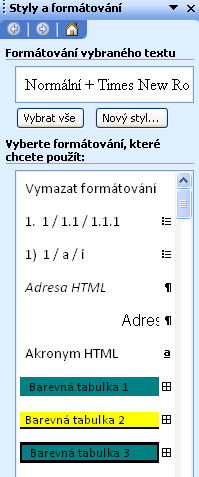 Styly a formátování
Formátování vybraného textu
Normální + Times New Ro
Vybrat vše
Nový styl...
Vyberte formátování, které
chcete použít:
Vymazat formátování
1. 1 / 1.1 / 1.1.1
1) 1 / a / i
Adresa HTML
Adres
Akronym HTML
a
Barevná tabulka 1
Barevná tabulka 2
Barevná tabulka 3